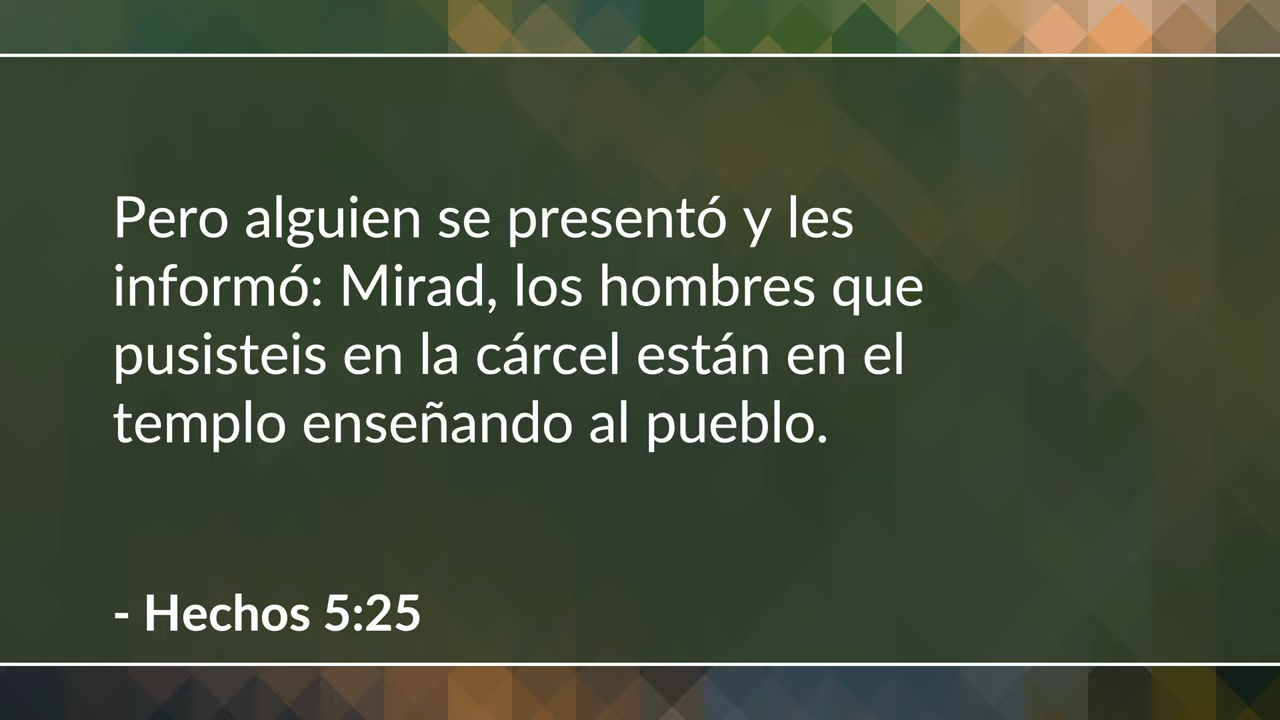 Pero alguien se presentó y les
informó: Mirad, los hombres que
pusisteis en la cárcel están en el
templo enseñando al pueblo.
- Hechos 5:25